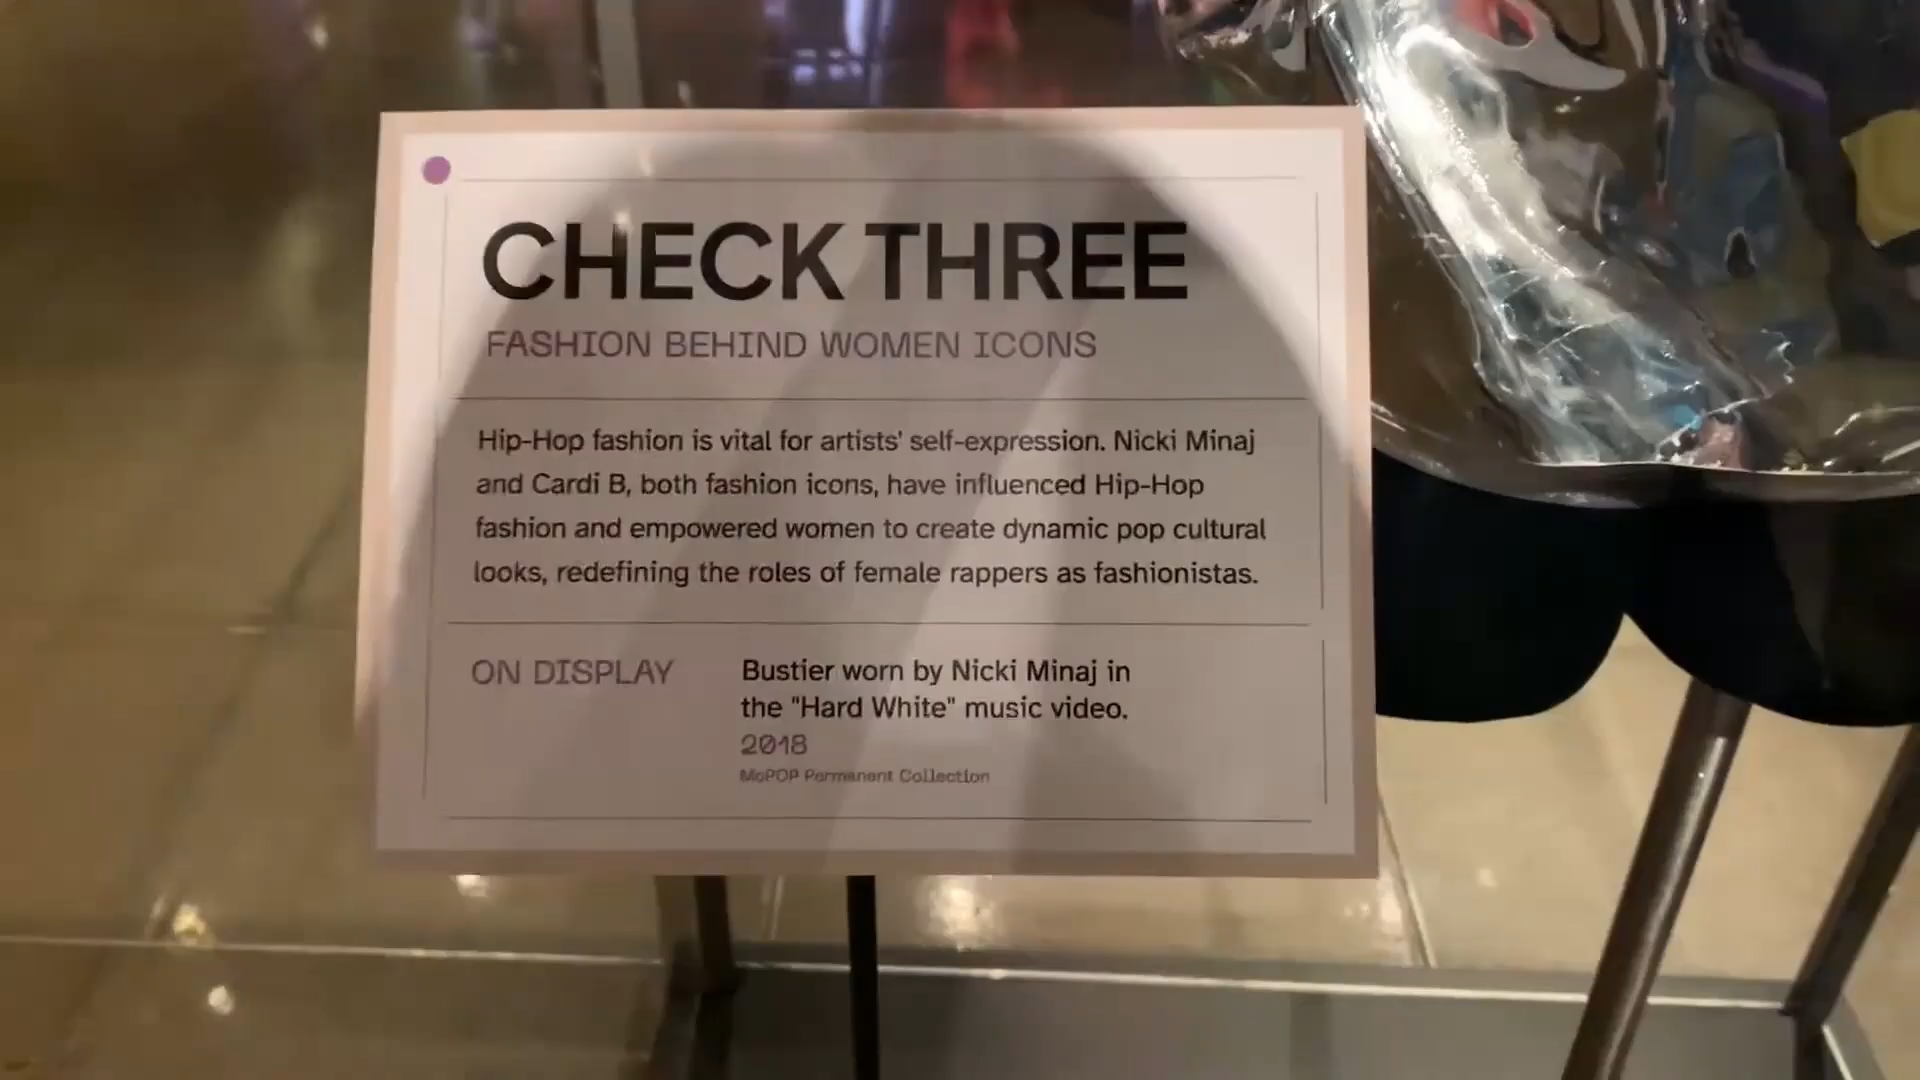 CHECK THREE
FASHION BEHIND WOMEN ICONS
Hip-Hop fashion is vital for artists' self-expression. Nicki Minaj
and Cardi B, both fashion icons, have influenced Hip-Hop
fashion and empowered women to create dynamic pop cultural
looks, redefining the roles of female rappers as fashionistas.
ON DISPLAY
Bustier worn by Nicki Minaj in
the "Hard White" music video.
2018
MoPOP Permanent Collection